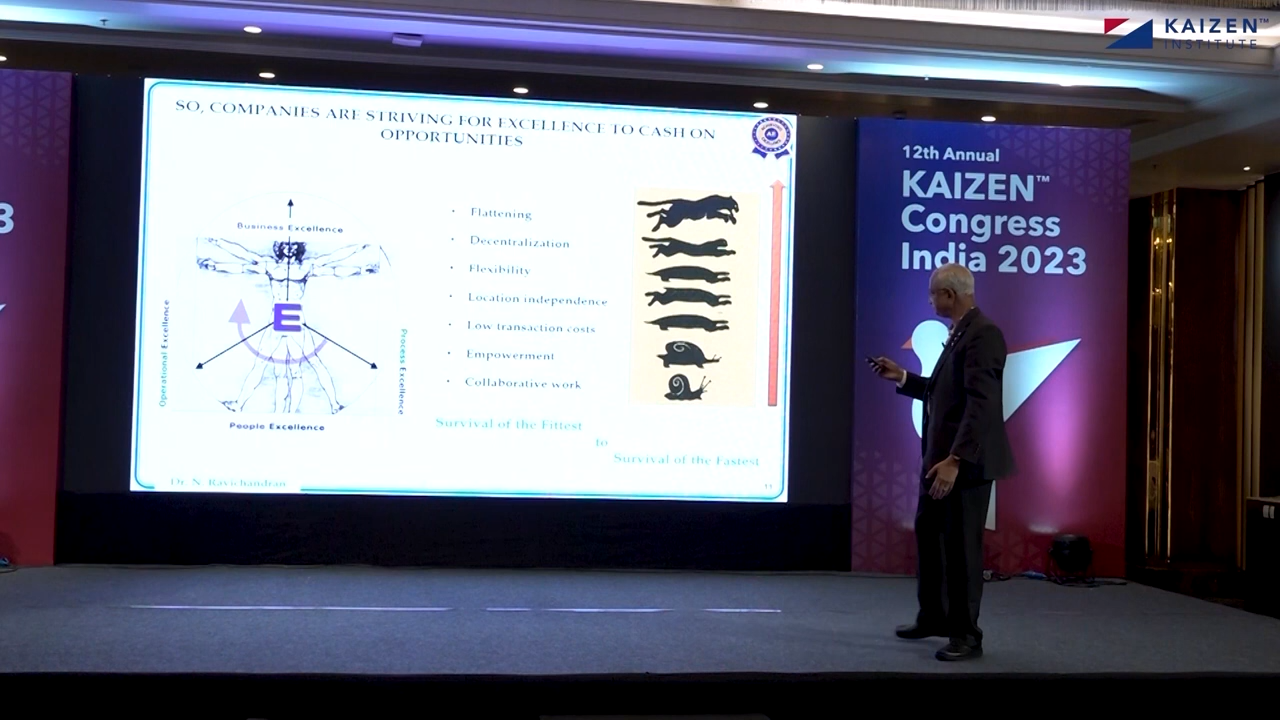 KAIZEN™
INSTITUTE
SO, COMPANIES ARE STRIVING FOR EXCELLENCE TO CASH ON
OPPORTUNITIES
AE
Business Excellence
Operational Excellence
E
Process Excellence
People Excellence
· Flattening
· Decentralization
· Flexibility
· Location independence
· Low transaction costs
· Empowerment
· Collaborative work
Survival of the Fittest
to
Survival of the Fastest
Dr. N. Ravichandran
12th Annual
KAIZEN™
Congress
India 2023
3